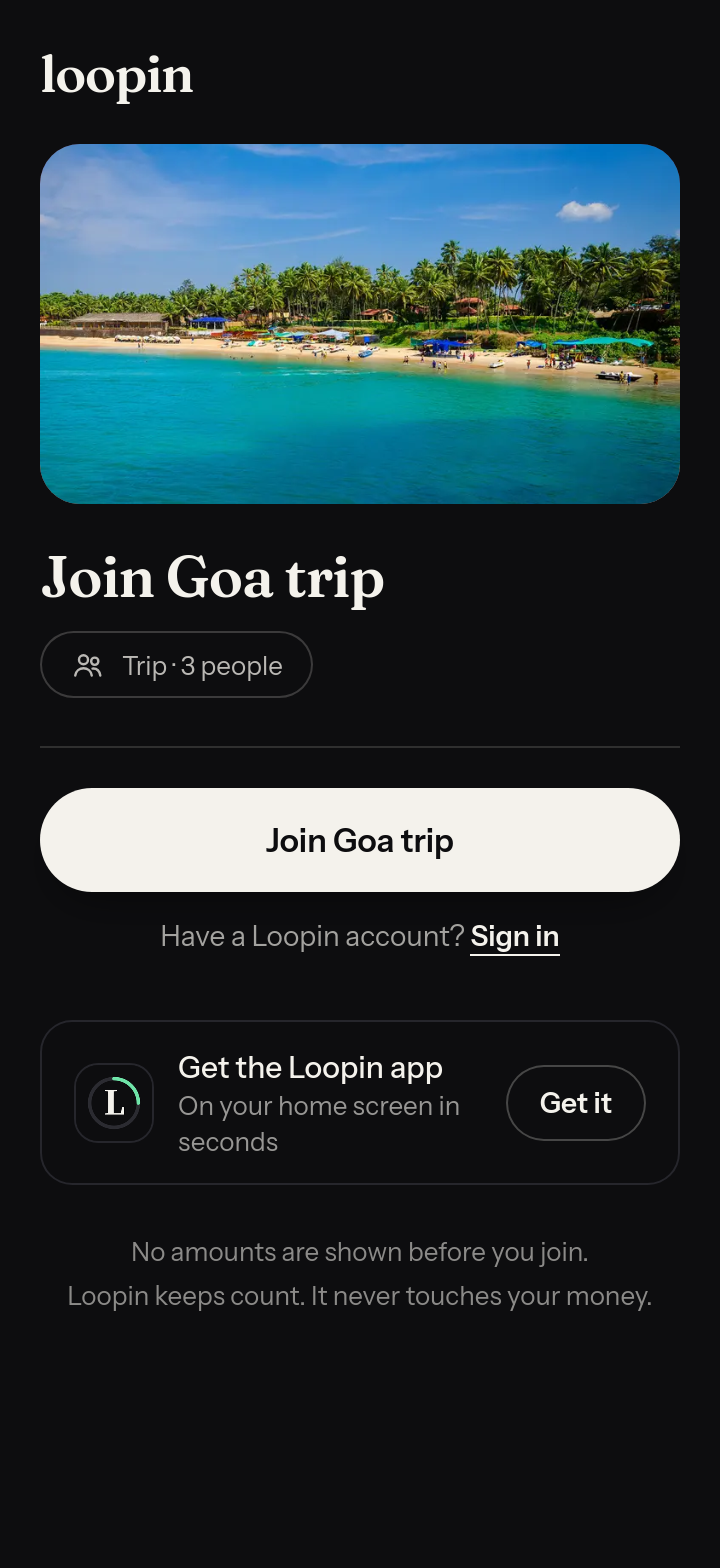 loopin
Join Goa trip
Trip · 3 people
Join Goa trip
Have a Loopin account? Sign in
L
Get the Loopin app
On your home screen in
seconds
Get it
No amounts are shown before you join.
Loopin keeps count. It never touches your money.